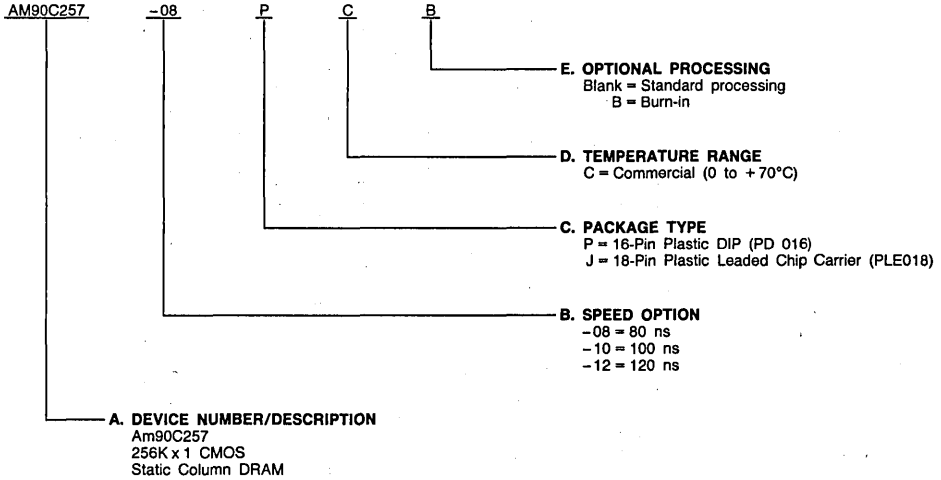 AM90C257 -08 P C B
E. OPTIONAL PROCESSING
Blank = Standard processing
B = Burn-in
D. TEMPERATURE RANGE
C = Commercial (0 to +70°C)
C. PACKAGE TYPE
P = 16-Pin Plastic DIP (PD 016)
J = 18-Pin Plastic Leaded Chip Carrier (PLE018)
B. SPEED OPTION
-08 = 80 ns
-10 = 100 ns
-12 = 120 ns
A. DEVICE NUMBER/DESCRIPTION
Am90C257
256K x 1 CMOS
Static Column DRAM